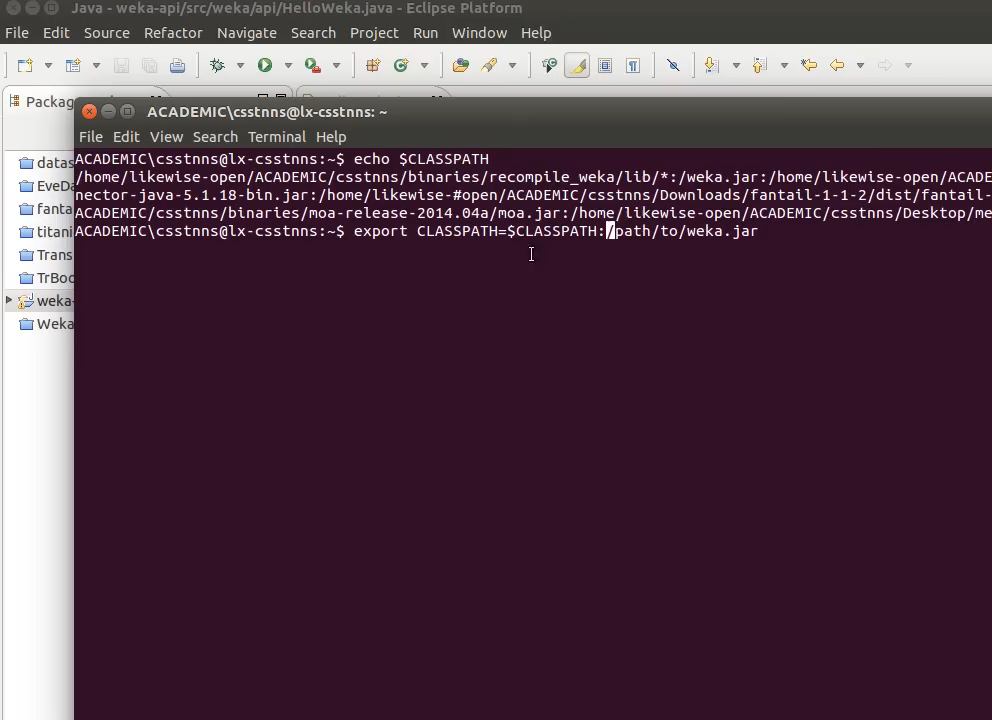 Java - weka-api/src/weka/api/HelloWeka.java - Eclipse Platform
File Edit Source Refactor Navigate Search Project Run Window Help
Packag
ACADEMIC\csstnns@lx-csstnns: ~
File Edit View Search Terminal Help
datas
EveDa
fanta
titani
Trans
TrBoo
weka-
Weka
ACADEMIC\csstnns@lx-csstnns:~$ echo $CLASSPATH
/home/likewise-open/ACADEMIC/csstnns/binaries/recompile_weka/lib/*:/weka.jar:/home/likewise-open/ACADE
nector-java-5.1.18-bin.jar:/home/likewise-#open/ACADEMIC/csstnns/Downloads/fantail-1-1-2/dist/fantail-
ACADEMIC/csstnns/binaries/moa-release-2014.04a/moa.jar:/home/likewise-open/ACADEMIC/csstnns/Desktop/me
ACADEMIC\csstnns@lx-csstnns:~$ export CLASSPATH=$CLASSPATH:/path/to/weka.jar